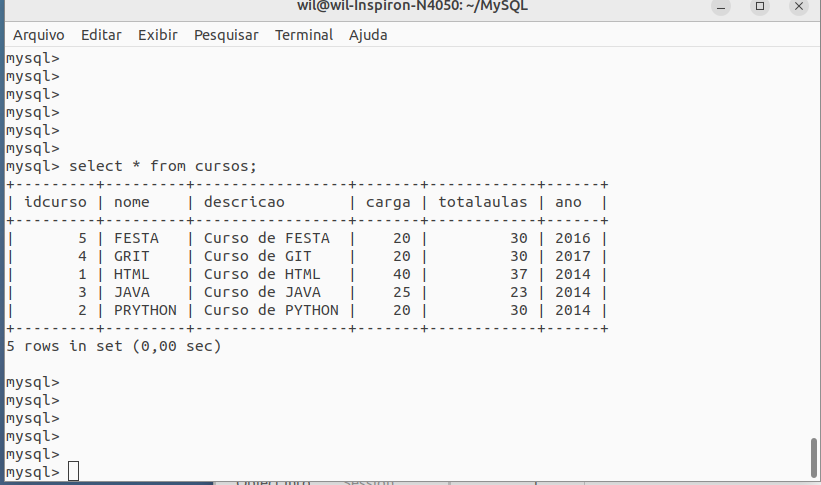 wil@wil-Inspiron-N4050: ~/MySQL
Arquivo Editar Exibir Pesquisar Terminal Ajuda
mysql>
mysql>
mysql>
mysql>
mysql>
mysql>
mysql> select * from cursos;
+---------+----------+-----------------+-------+------------+------+
| idcurso | nome | descricao | carga | totalaulas | ano |
+---------+----------+-----------------+-------+------------+------+
| 5 | FESTA | Curso de FESTA | 20 | 30 | 2016 |
| 4 | GRIT | Curso de GIT | 20 | 30 | 2017 |
| 1 | HTML | Curso de HTML | 40 | 37 | 2014 |
| 3 | JAVA | Curso de JAVA | 25 | 23 | 2014 |
| 2 | PRYTHON | Curso de PYTHON | 20 | 30 | 2014 |
+---------+----------+-----------------+-------+------------+------+
5 rows in set (0,00 sec)
mysql>
mysql>
mysql>
mysql>
mysql>
mysql>
Object Info Session